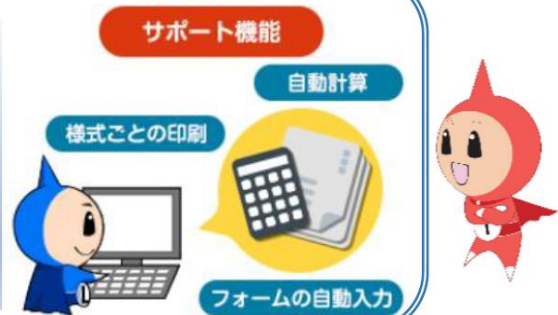 サポート機能
自動計算
様式ごとの印刷
フォームの自動入力